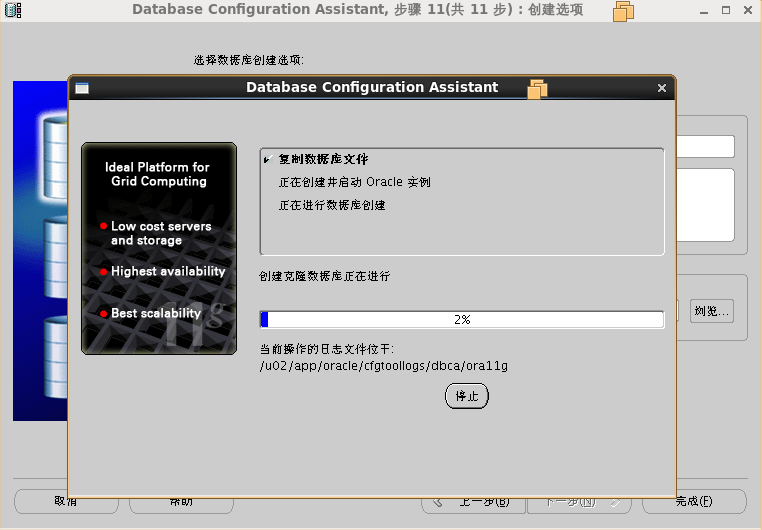 Database Configuration Assistant, 步骤 11(共 11 步) : 创建选项
选择数据库创建选项:
Database Configuration Assistant
Ideal Platform for
Grid Computing
Low cost servers
and storage
Highest availability
Best scalability
11g
复制数据库文件
正在创建并启动 Oracle 实例
正在进行数据库创建
创建克隆数据库正在进行
2%
当前操作的日志文件位于:
/u02/app/oracle/cfgtoollogs/dbca/ora11g
停止
浏览...
取消
帮助
上一步(B)
下一步(N)
完成(F)